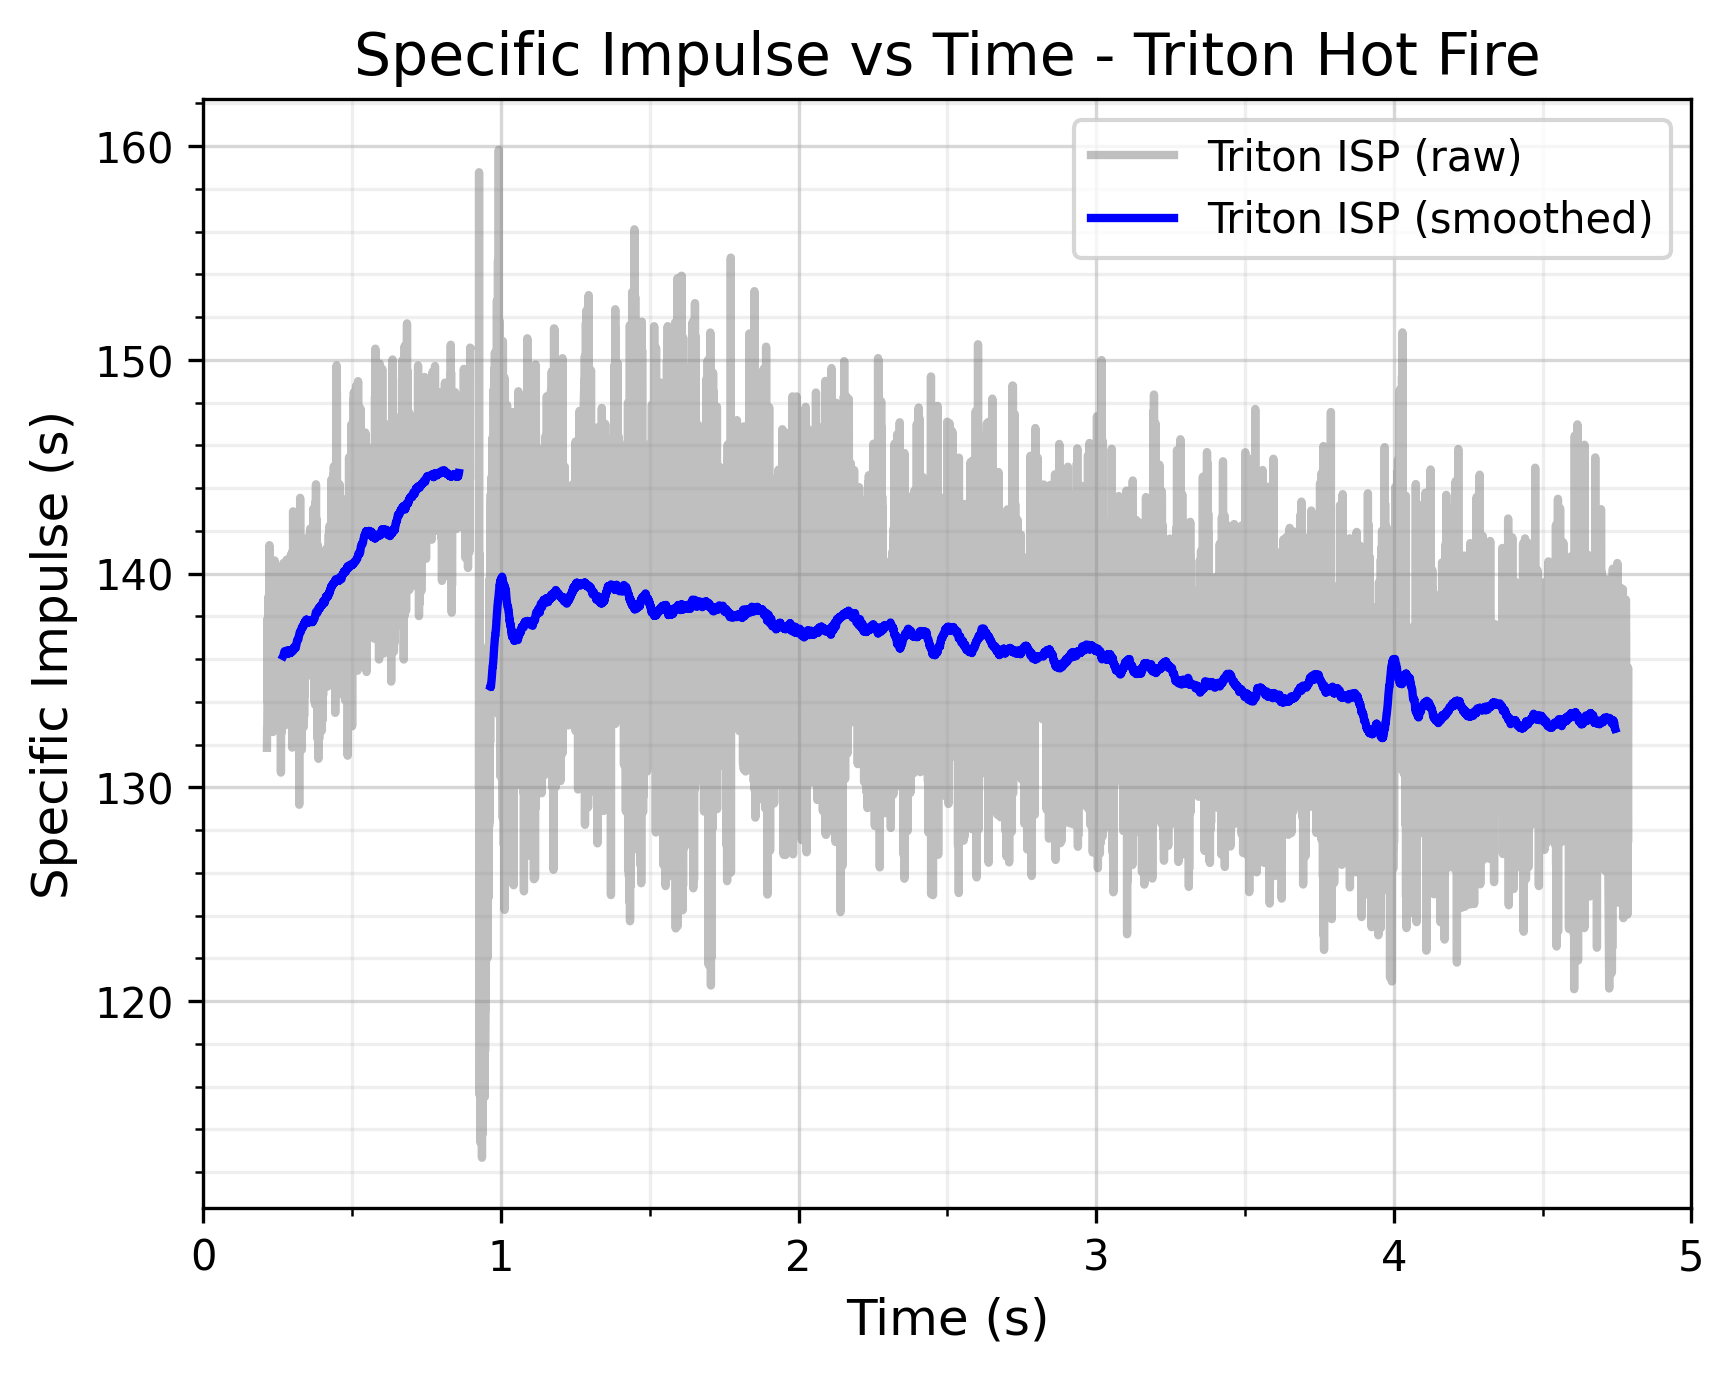 Specific Impulse vs Time - Triton Hot Fire
Triton ISP (raw)
Triton ISP (smoothed)
Specific Impulse (s)
160
150
140
130
120
0 1 2 3 4 5
Time (s)